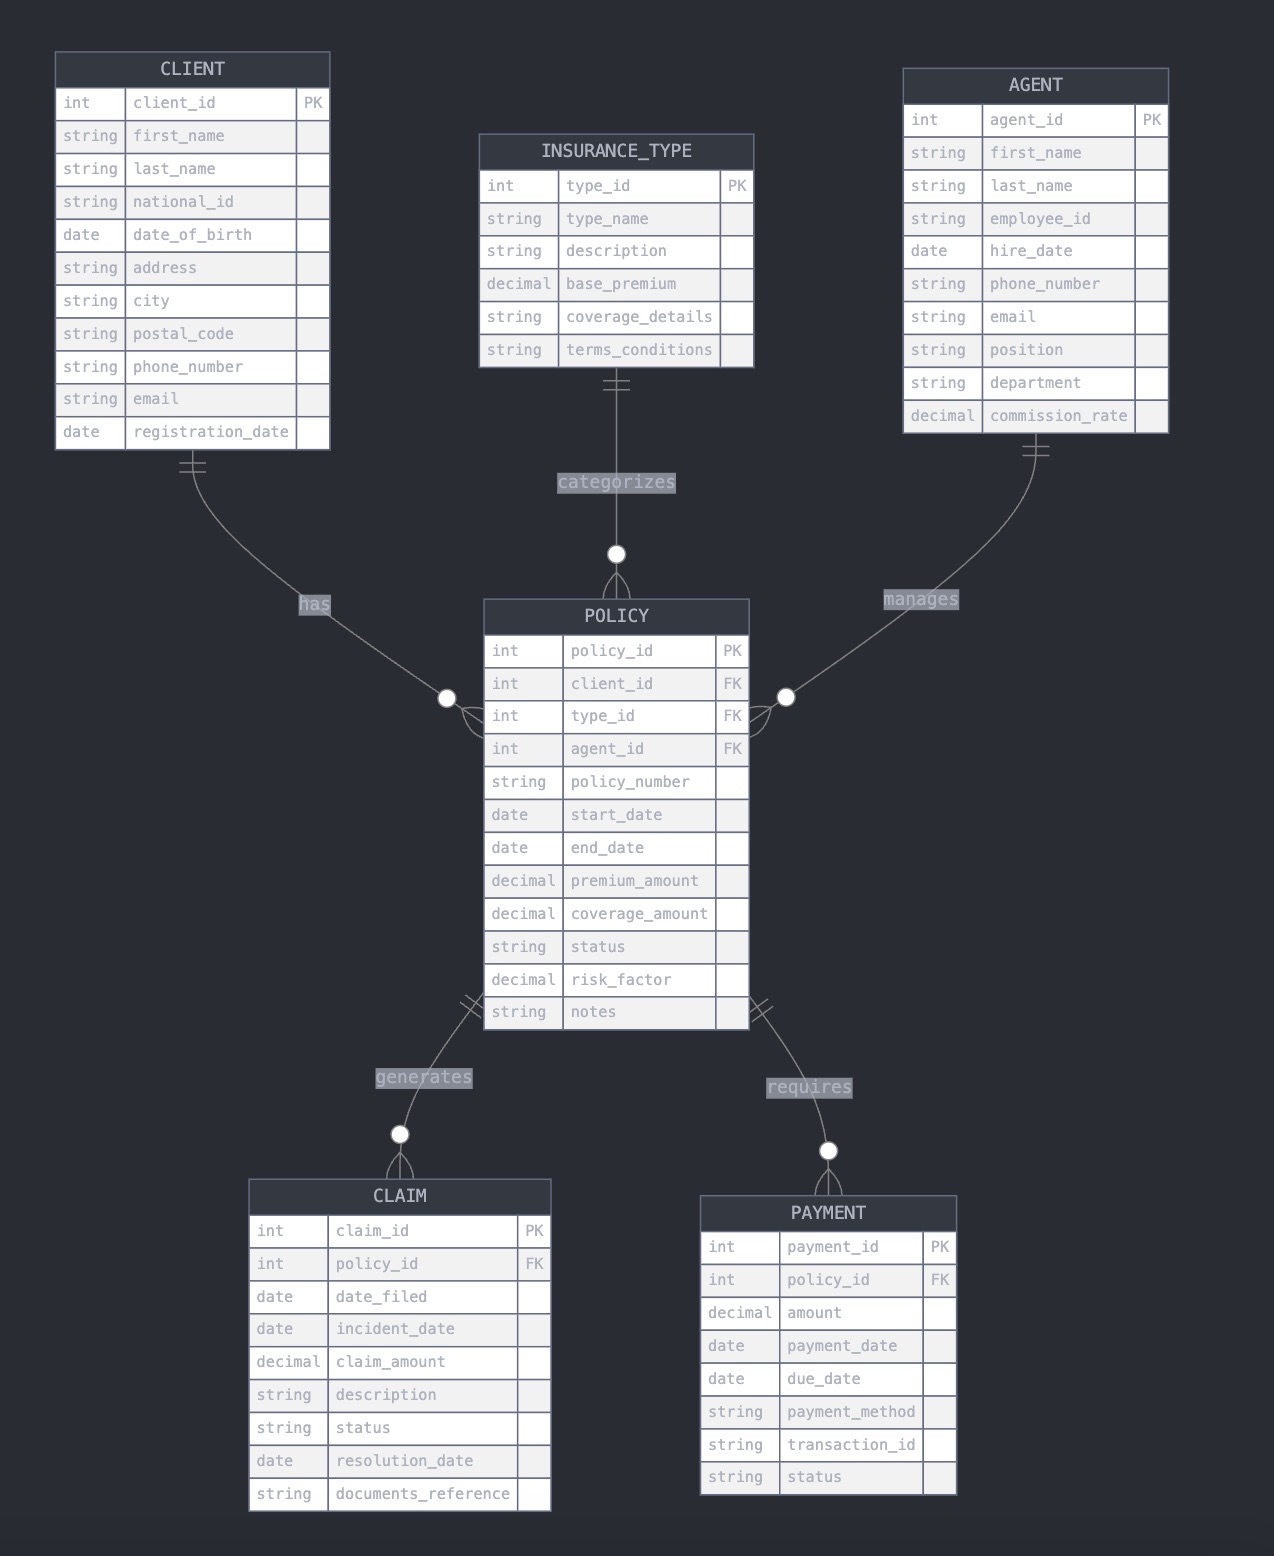 CLIENT
int client_id PK
string first_name
string last_name
string national_id
date date_of_birth
string address
string city
string postal_code
string phone_number
string email
date registration_date
INSURANCE_TYPE
int type_id PK
string type_name
string description
decimal base_premium
string coverage_details
string terms_conditions
AGENT
int agent_id PK
string first_name
string last_name
string employee_id
date hire_date
string phone_number
string email
string position
string department
decimal commission_rate
categorizes
has
manages
POLICY
int policy_id PK
int client_id FK
int type_id FK
int agent_id FK
string policy_number
date start_date
date end_date
decimal premium_amount
decimal coverage_amount
string status
decimal risk_factor
string notes
generates
requires
CLAIM
int claim_id PK
int policy_id FK
date date_filed
date incident_date
decimal claim_amount
string description
string status
date resolution_date
string documents_reference
PAYMENT
int payment_id PK
int policy_id FK
decimal amount
date payment_date
date due_date
string payment_method
string transaction_id
string status